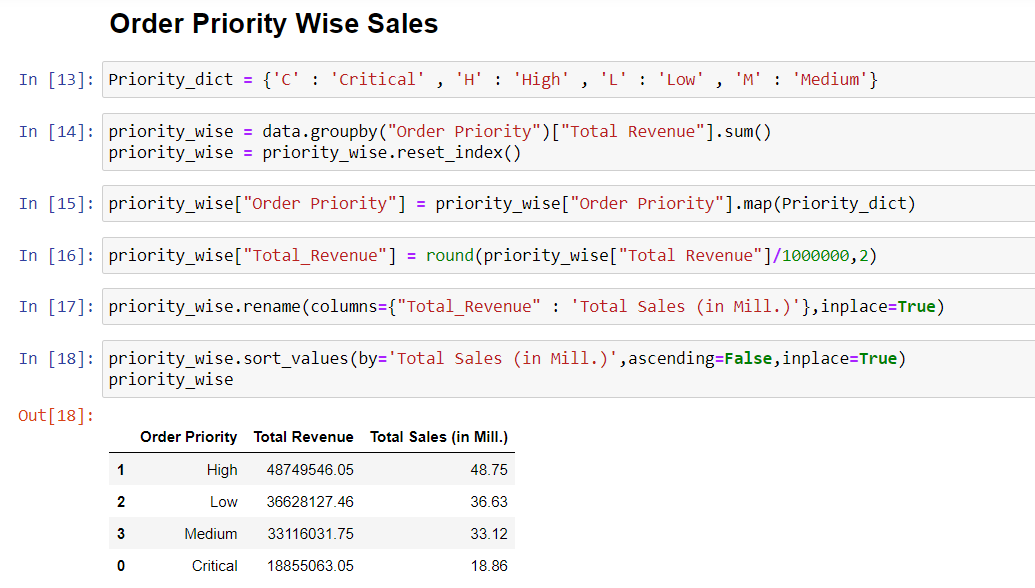 Order Priority Wise Sales
In [13]: Priority_dict = {'C' : 'Critical' , 'H' : 'High' , 'L' : 'Low' , 'M' : 'Medium'}
In [14]: priority_wise = data.groupby("Order Priority")["Total Revenue"].sum()
priority_wise = priority_wise.reset_index()
In [15]: priority_wise["Order Priority"] = priority_wise["Order Priority"].map(Priority_dict)
In [16]: priority_wise["Total_Revenue"] = round(priority_wise["Total Revenue"]/1000000,2)
In [17]: priority_wise.rename(columns={"Total_Revenue" : 'Total Sales (in Mill.)'},inplace=True)
In [18]: priority_wise.sort_values(by='Total Sales (in Mill.)',ascending=False,inplace=True)
priority_wise
Out[18]:
Order Priority Total Revenue Total Sales (in Mill.)
1 High 48749546.05 48.75
2 Low 36628127.46 36.63
3 Medium 33116031.75 33.12
0 Critical 18855063.05 18.86